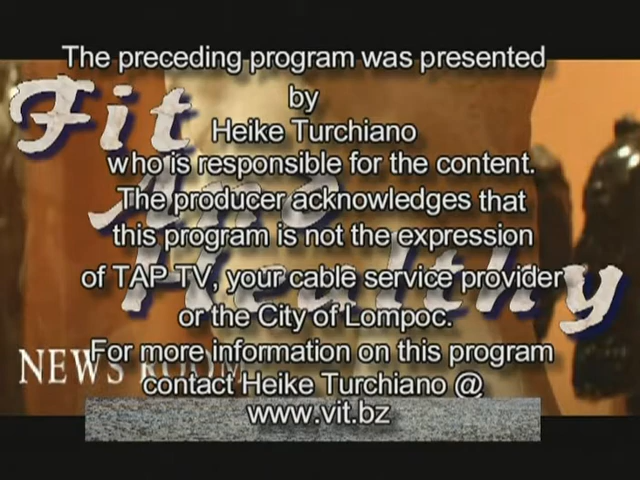 The preceding program was presented
by
Heike Turchiano
who is responsible for the content.
The producer acknowledges that
this program is not the expression
of TAP TV, your cable service provider
or the City of Lompoc.
For more information on this program
contact Heike Turchiano @
www.vit.bz
Fit
And
Healthy
NEWS ROOM